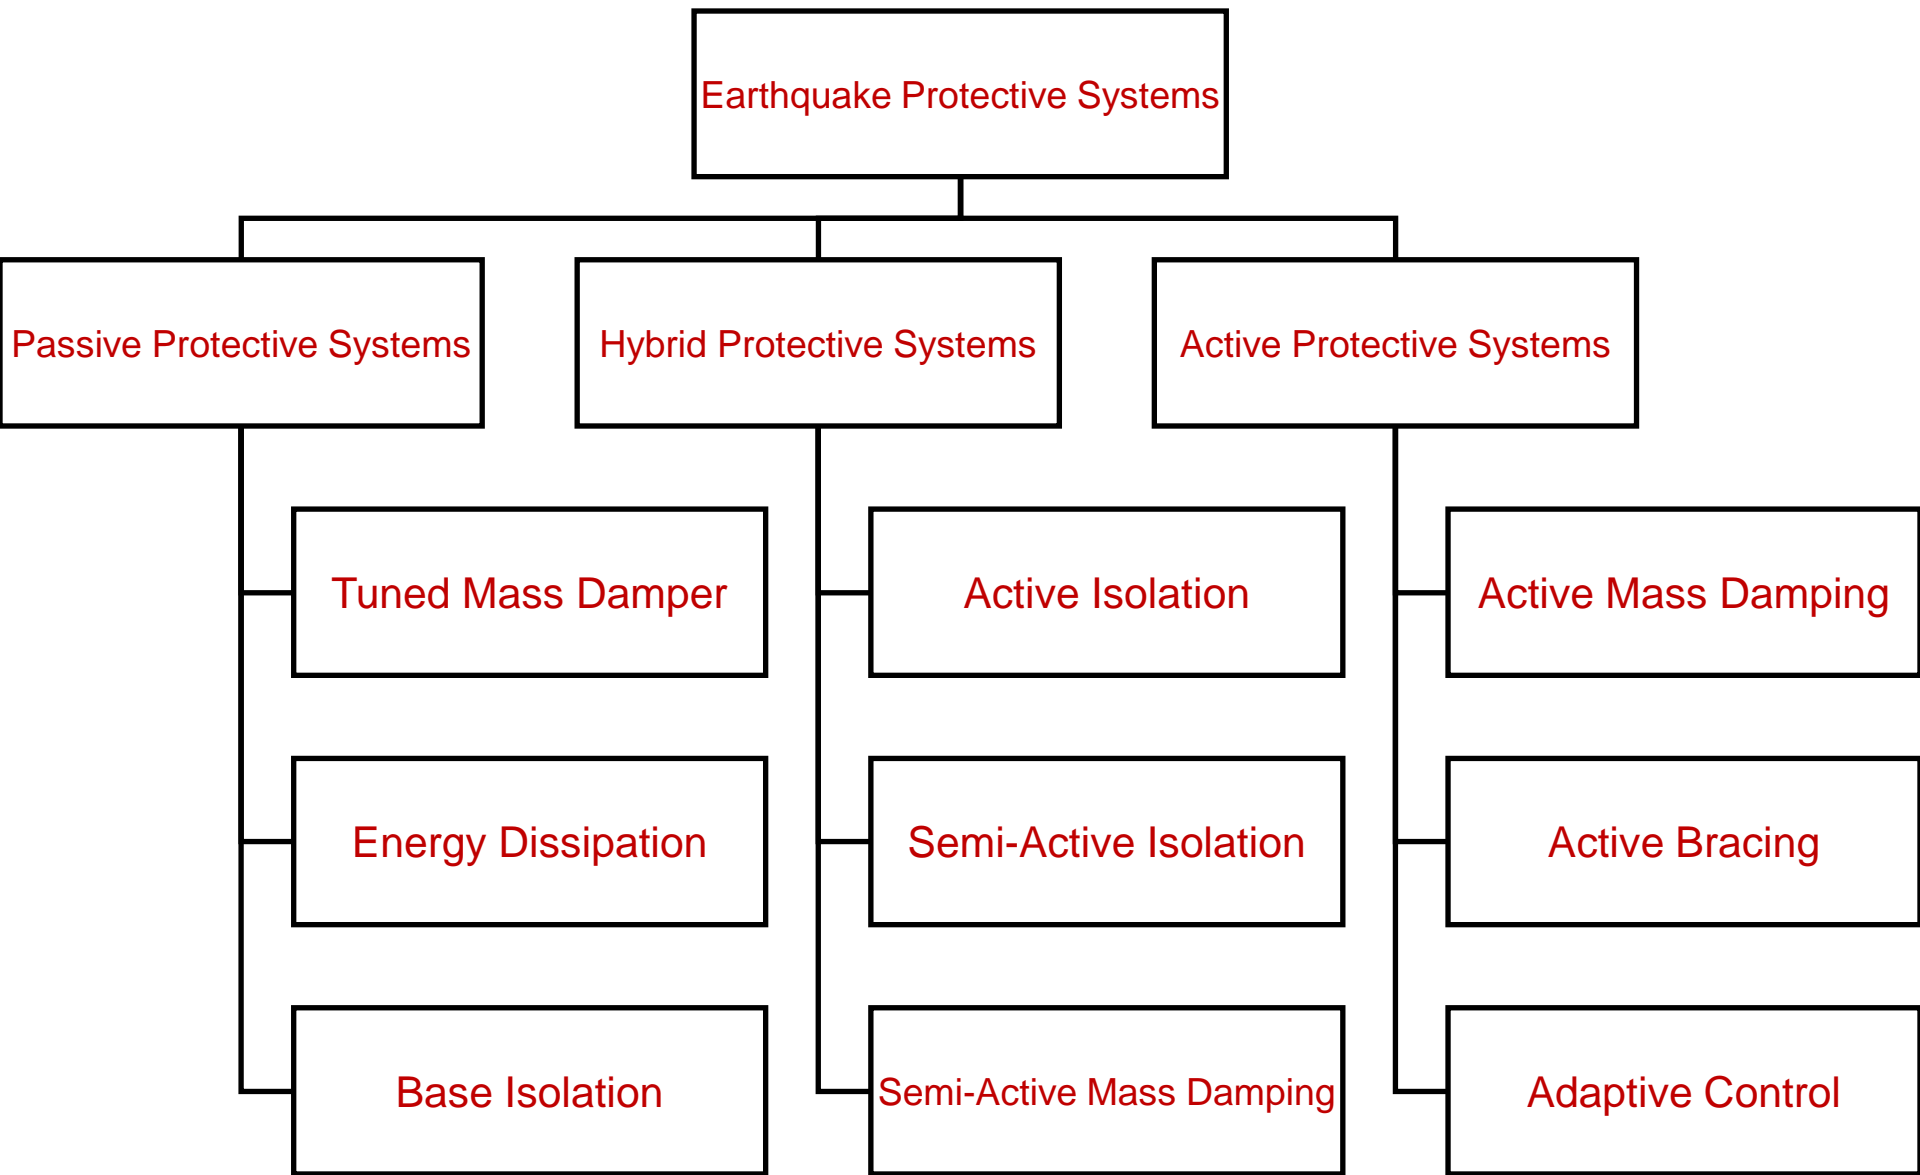 Earthquake Protective Systems
Passive Protective Systems
Hybrid Protective Systems
Active Protective Systems
Tuned Mass Damper
Active Isolation
Active Mass Damping
Energy Dissipation
Semi-Active Isolation
Active Bracing
Base Isolation
Semi-Active Mass Damping
Adaptive Control